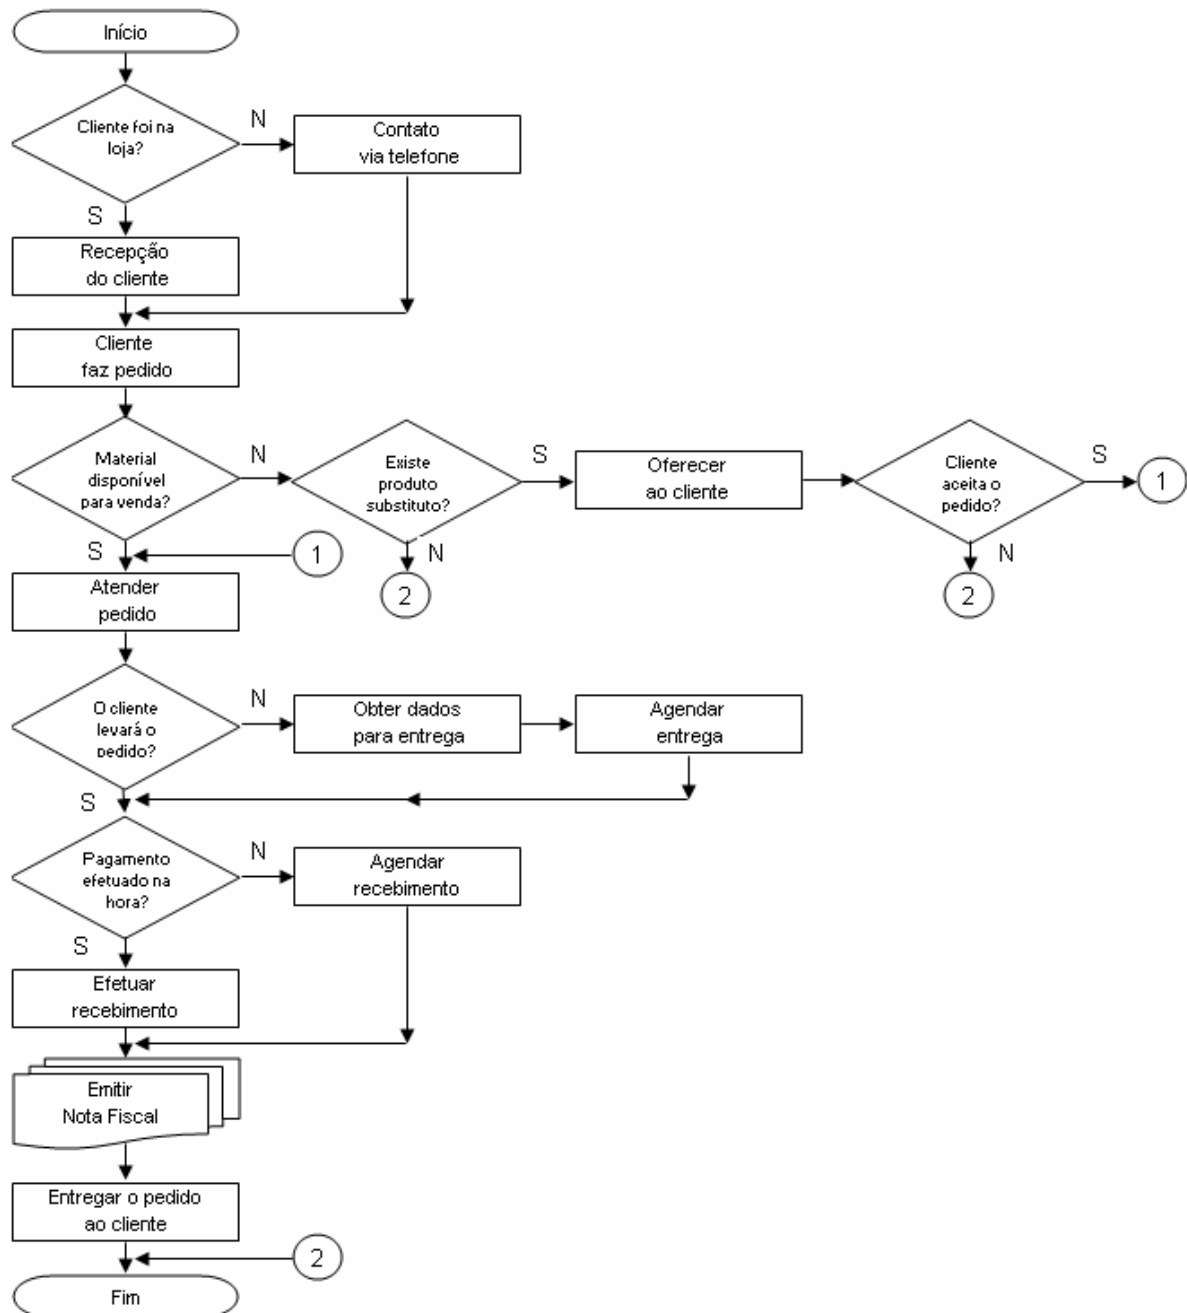 Início
Cliente foi na
loja?
N
Contato
via telefone
S
Recepção
do cliente
Cliente
faz pedido
Material
disponível
para venda?
N
Existe
produto
substituto?
S
Oferecer
ao cliente
Cliente
aceita o
pedido?
S
1
S
1
N
2
N
2
Atender
pedido
O cliente
levará o
pedido?
N
Obter dados
para entrega
Agendar
entrega
S
Pagamento
efetuado na
hora?
N
Agendar
recebimento
S
Efetuar
recebimento
Emitir
Nota Fiscal
Entregar o pedido
ao cliente
2
Fim